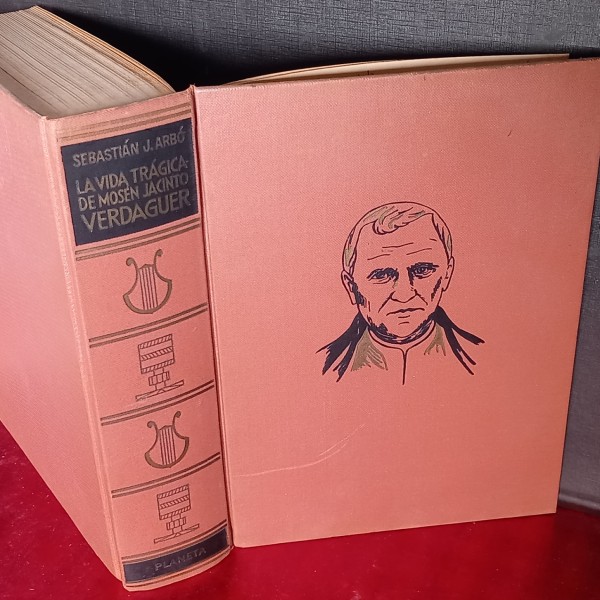 SEBASTIÁN J. ARBÓ
LA VIDA TRÁGICA
DE MOSÉN JACINTO
VERDAGUER
PLANETA